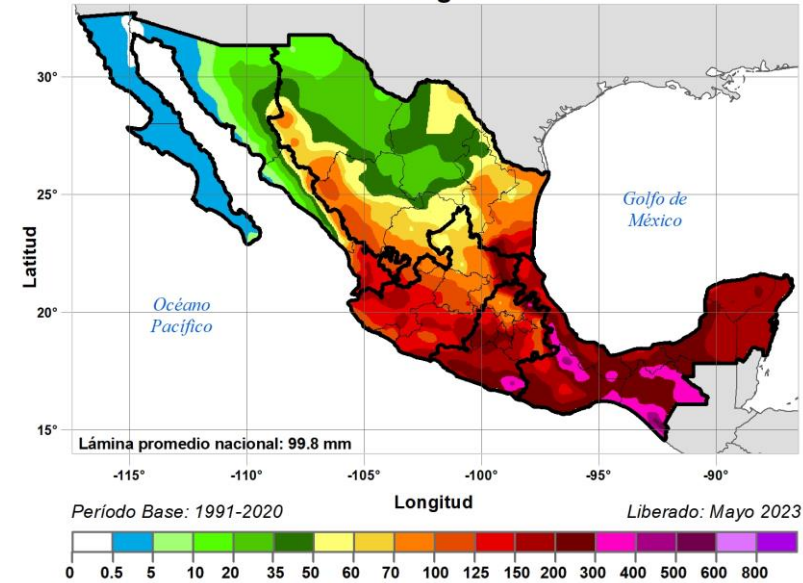 30°
25°
20°
15°
Latitud
Golfo de
México
Océano
Pacífico
Lámina promedio nacional: 99.8 mm
-115° -110° -105° -100° -95° -90°
Longitud
Período Base: 1991-2020
Liberado: Mayo 2023
0 0.5 5 10 20 35 50 60 70 100 125 150 200 300 400 500 600 800